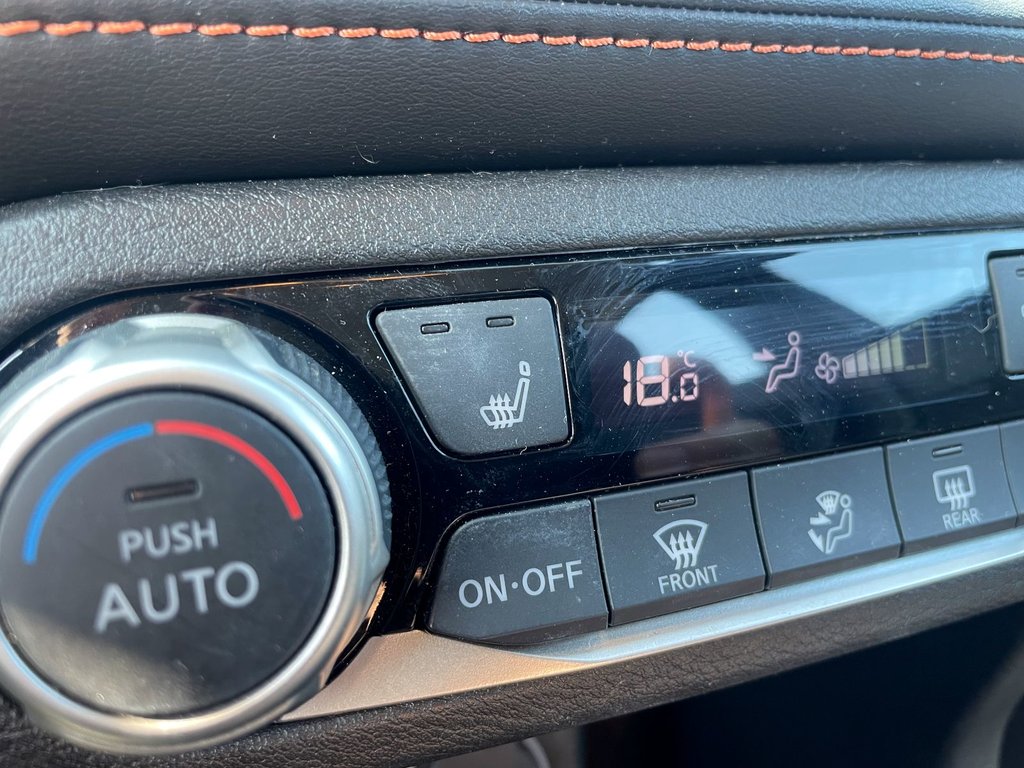 18.0 °C
PUSH
AUTO
ON·OFF
FRONT
REAR